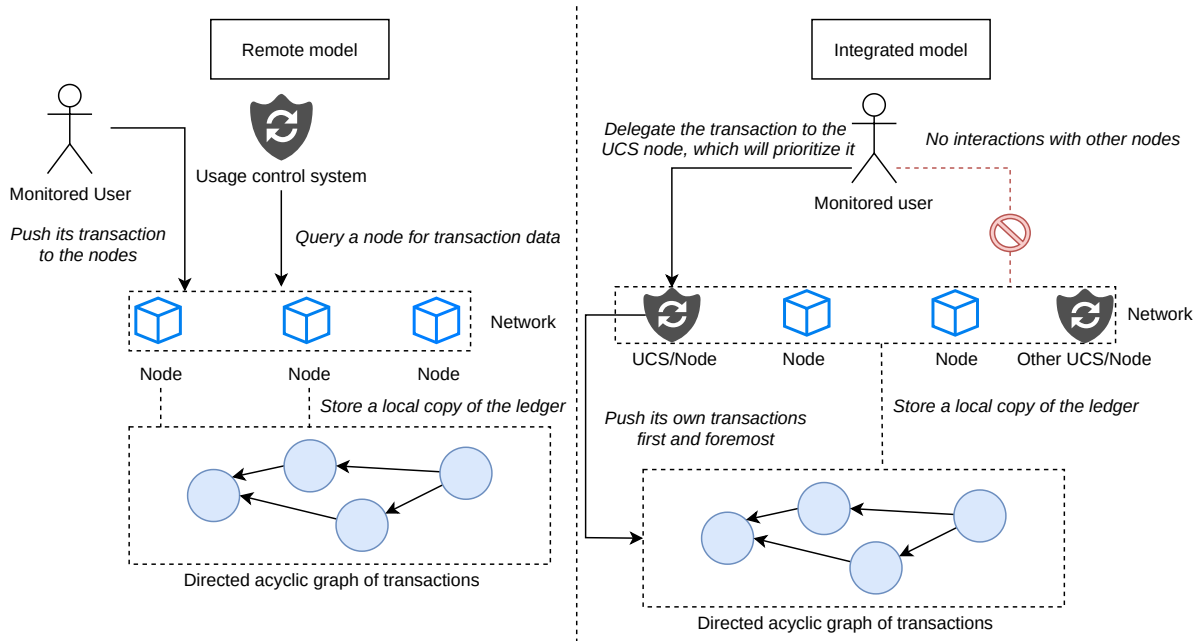 Remote model
Monitored User
Usage control system
Push its transaction
to the nodes
Query a node for transaction data
Network
Node
Node
Node
Store a local copy of the ledger
Directed acyclic graph of transactions
Integrated model
Delegate the transaction to the
UCS node, which will prioritize it
No interactions with other nodes
Monitored user
Network
UCS/Node
Node
Node
Other UCS/Node
Push its own transactions
first and foremost
Store a local copy of the ledger
Directed acyclic graph of transactions